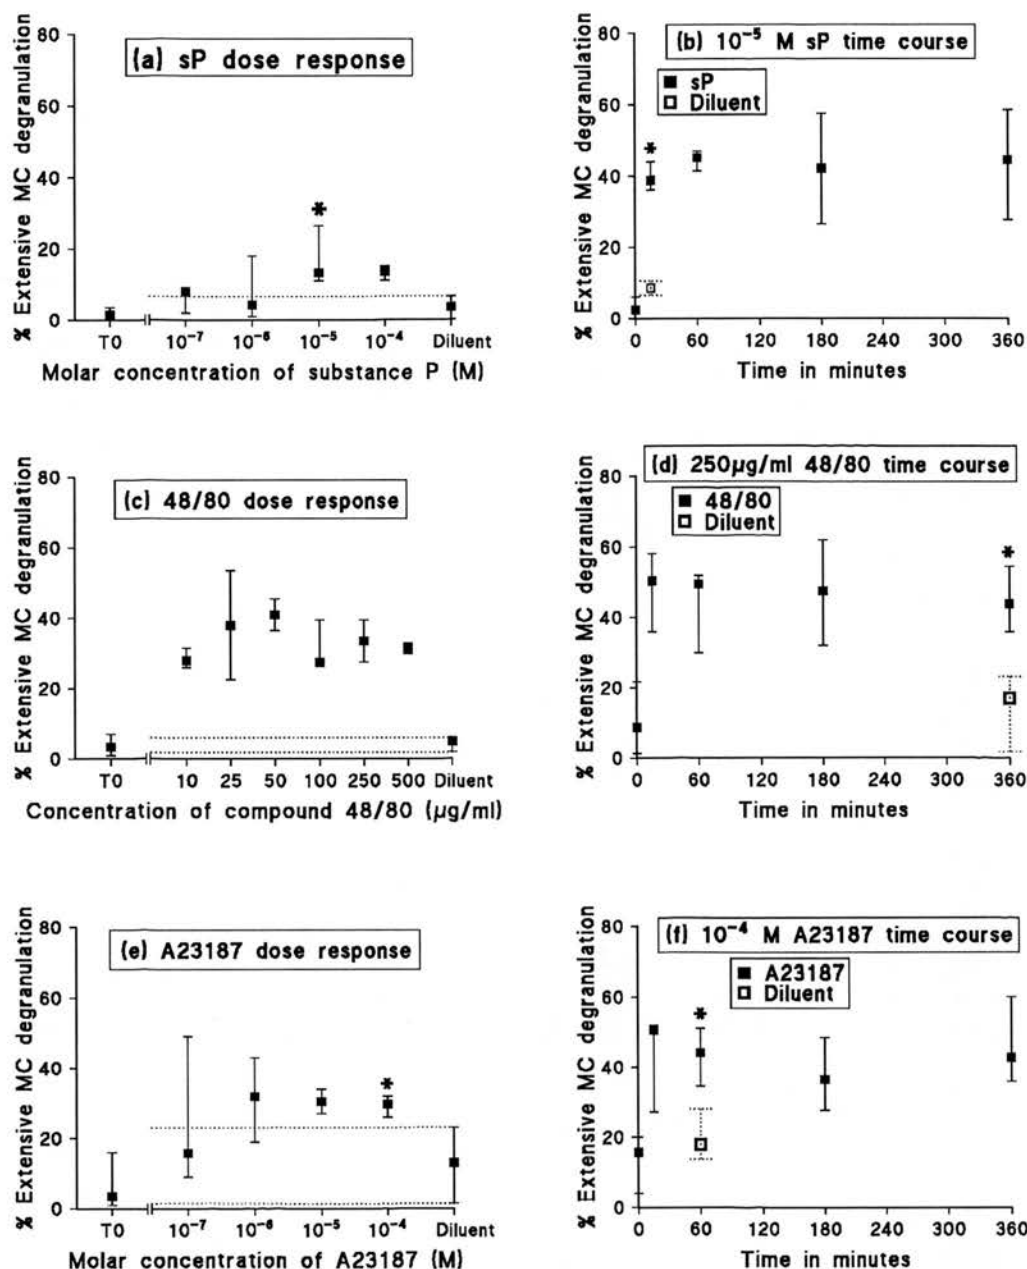 (a) sP dose response
% Extensive MC degranulation
80
60
40
20
0
*
T0 10⁻⁷ 10⁻⁶ 10⁻⁵ 10⁻⁴ Diluent
Molar concentration of substance P (M)
(b) 10⁻⁵ M sP time course
sP
Diluent
% Extensive MC degranulation
80
60
40
20
0
*
0 60 120 180 240 300 360
Time in minutes
(c) 48/80 dose response
% Extensive MC degranulation
80
60
40
20
0
T0 10 25 50 100 250 500 Diluent
Concentration of compound 48/80 (µg/ml)
(d) 250µg/ml 48/80 time course
48/80
Diluent
% Extensive MC degranulation
80
60
40
20
0
*
0 60 120 180 240 300 360
Time in minutes
(e) A23187 dose response
% Extensive MC degranulation
80
60
40
20
0
*
T0 10⁻⁷ 10⁻⁶ 10⁻⁵ 10⁻⁴ Diluent
Molar concentration of A23187 (M)
(f) 10⁻⁴ M A23187 time course
A23187
Diluent
% Extensive MC degranulation
80
60
40
20
0
*
0 60 120 180 240 300 360
Time in minutes